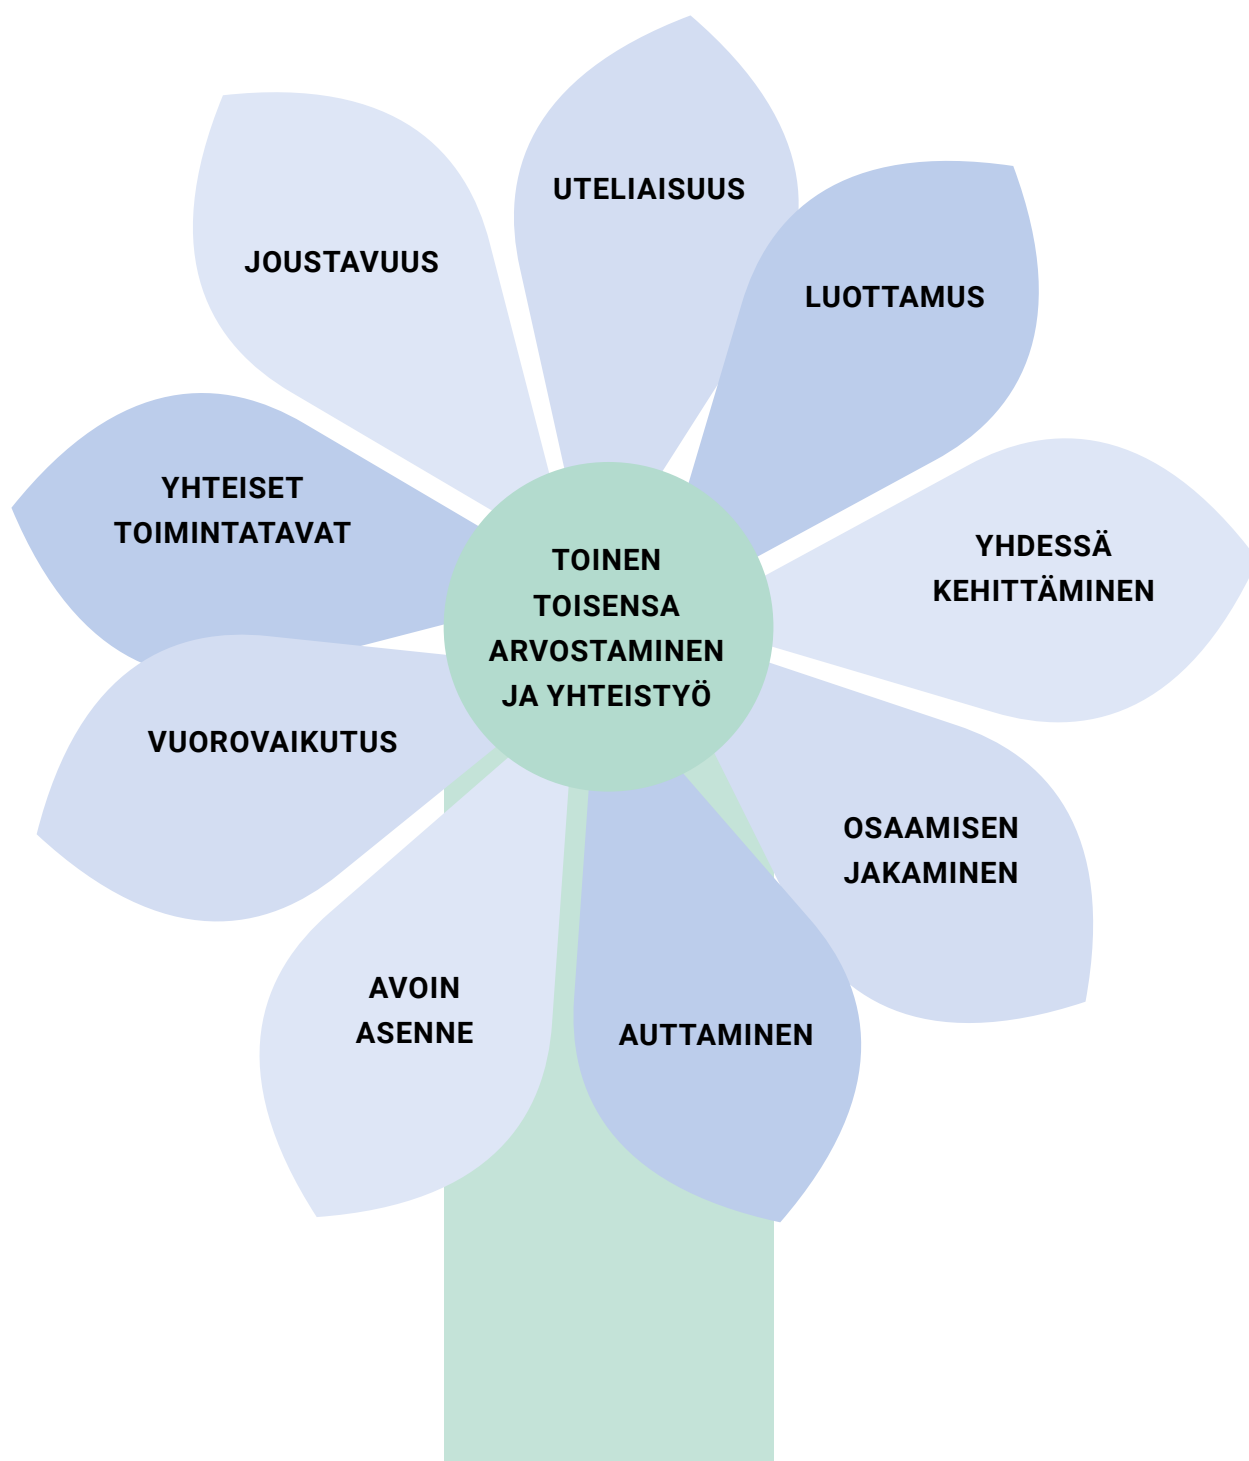 UTELIAISUUS
JOUSTAVUUS
LUOTTAMUS
YHTEISET
TOIMINTATAVAT
YHDESSÄ
KEHITTÄMINEN
TOINEN
TOISENSA
ARVOSTAMINEN
JA YHTEISTYÖ
VUOROVAIKUTUS
OSAAMISEN
JAKAMINEN
AVOIN
ASENNE
AUTTAMINEN